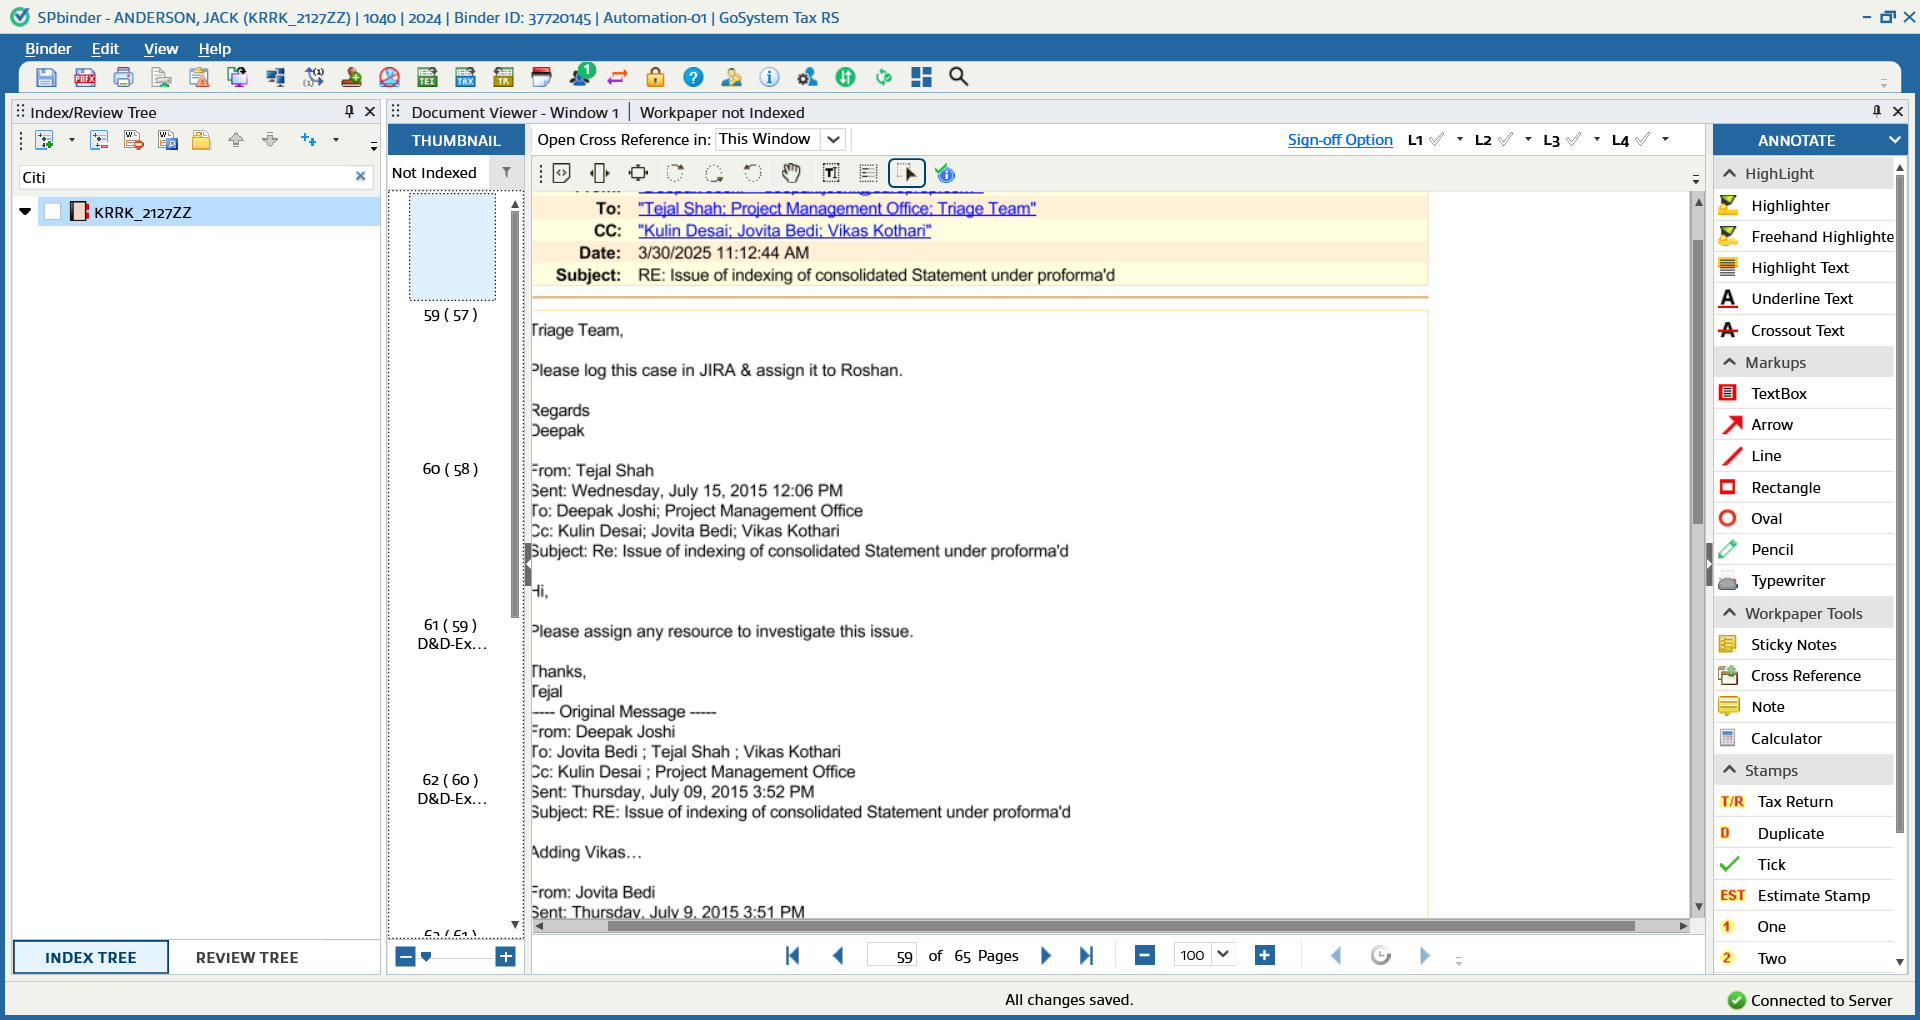 SPbinder - ANDERSON, JACK (KRRK_2127ZZ) | 1040 | 2024 | Binder ID: 37720145 | Automation-01 | GoSystem Tax RS
Binder Edit View Help
Index/Review Tree
Document Viewer - Window 1 | Workpaper not Indexed
THUMBNAIL
Open Cross Reference in: This Window
Sign-off Option L1 L2 L3 L4
ANNOTATE
Citi
Not Indexed
KRRK_2127ZZ
59 ( 57 )
60 ( 58 )
61 ( 59 )
D&D-Ex...
62 ( 60 )
D&D-Ex...
63 ( 61 )
To: "Tejal Shah; Project Management Office; Triage Team"
CC: "Kulin Desai; Jovita Bedi; Vikas Kothari"
Date: 3/30/2025 11:12:44 AM
Subject: RE: Issue of indexing of consolidated Statement under proforma'd
Triage Team,
Please log this case in JIRA & assign it to Roshan.
Regards
Deepak
From: Tejal Shah
Sent: Wednesday, July 15, 2015 12:06 PM
To: Deepak Joshi; Project Management Office
Cc: Kulin Desai; Jovita Bedi; Vikas Kothari
Subject: Re: Issue of indexing of consolidated Statement under proforma'd
Hi,
Please assign any resource to investigate this issue.
Thanks,
Tejal
----- Original Message -----
From: Deepak Joshi
To: Jovita Bedi ; Tejal Shah ; Vikas Kothari
Cc: Kulin Desai ; Project Management Office
Sent: Thursday, July 09, 2015 3:52 PM
Subject: RE: Issue of indexing of consolidated Statement under proforma'd
Adding Vikas…
From: Jovita Bedi
Sent: Thursday, July 9, 2015 3:51 PM
HighLight
Highlighter
Freehand Highlighte
Highlight Text
Underline Text
Crossout Text
Markups
TextBox
Arrow
Line
Rectangle
Oval
Pencil
Typewriter
Workpaper Tools
Sticky Notes
Cross Reference
Note
Calculator
Stamps
T/R Tax Return
D Duplicate
Tick
EST Estimate Stamp
1 One
2 Two
INDEX TREE REVIEW TREE
59 of 65 Pages
100
All changes saved.
Connected to Server